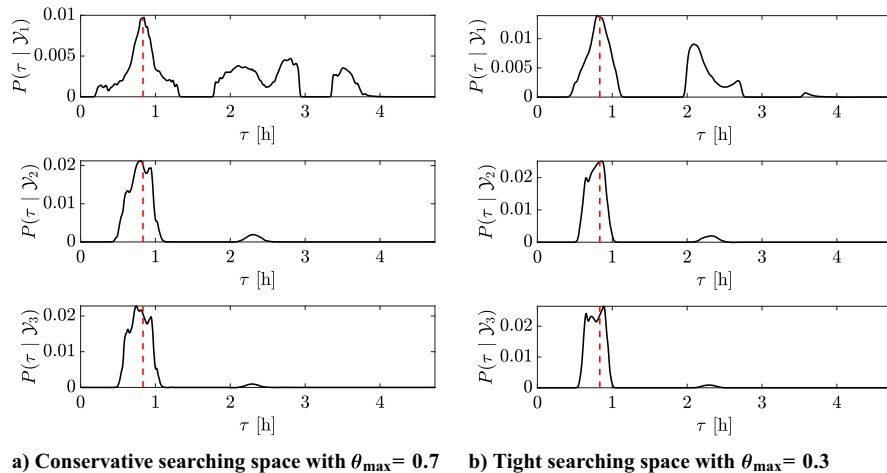 0.01
0.005
0
P(τ | 𝒴₁)
0 1 2 3 4
τ [h]
0.01
0.005
0
P(τ | 𝒴₁)
0 1 2 3 4
τ [h]
0.02
0.01
0
P(τ | 𝒴₂)
0 1 2 3 4
τ [h]
0.02
0.01
0
P(τ | 𝒴₂)
0 1 2 3 4
τ [h]
0.02
0.01
0
P(τ | 𝒴₃)
0 1 2 3 4
τ [h]
0.02
0.01
0
P(τ | 𝒴₃)
0 1 2 3 4
τ [h]
a) Conservative searching space with θmax= 0.7
b) Tight searching space with θmax= 0.3